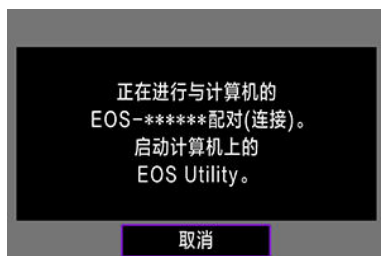 正在进行与计算机的
EOS-******配对(连接)。
启动计算机上的
EOS Utility。
取消